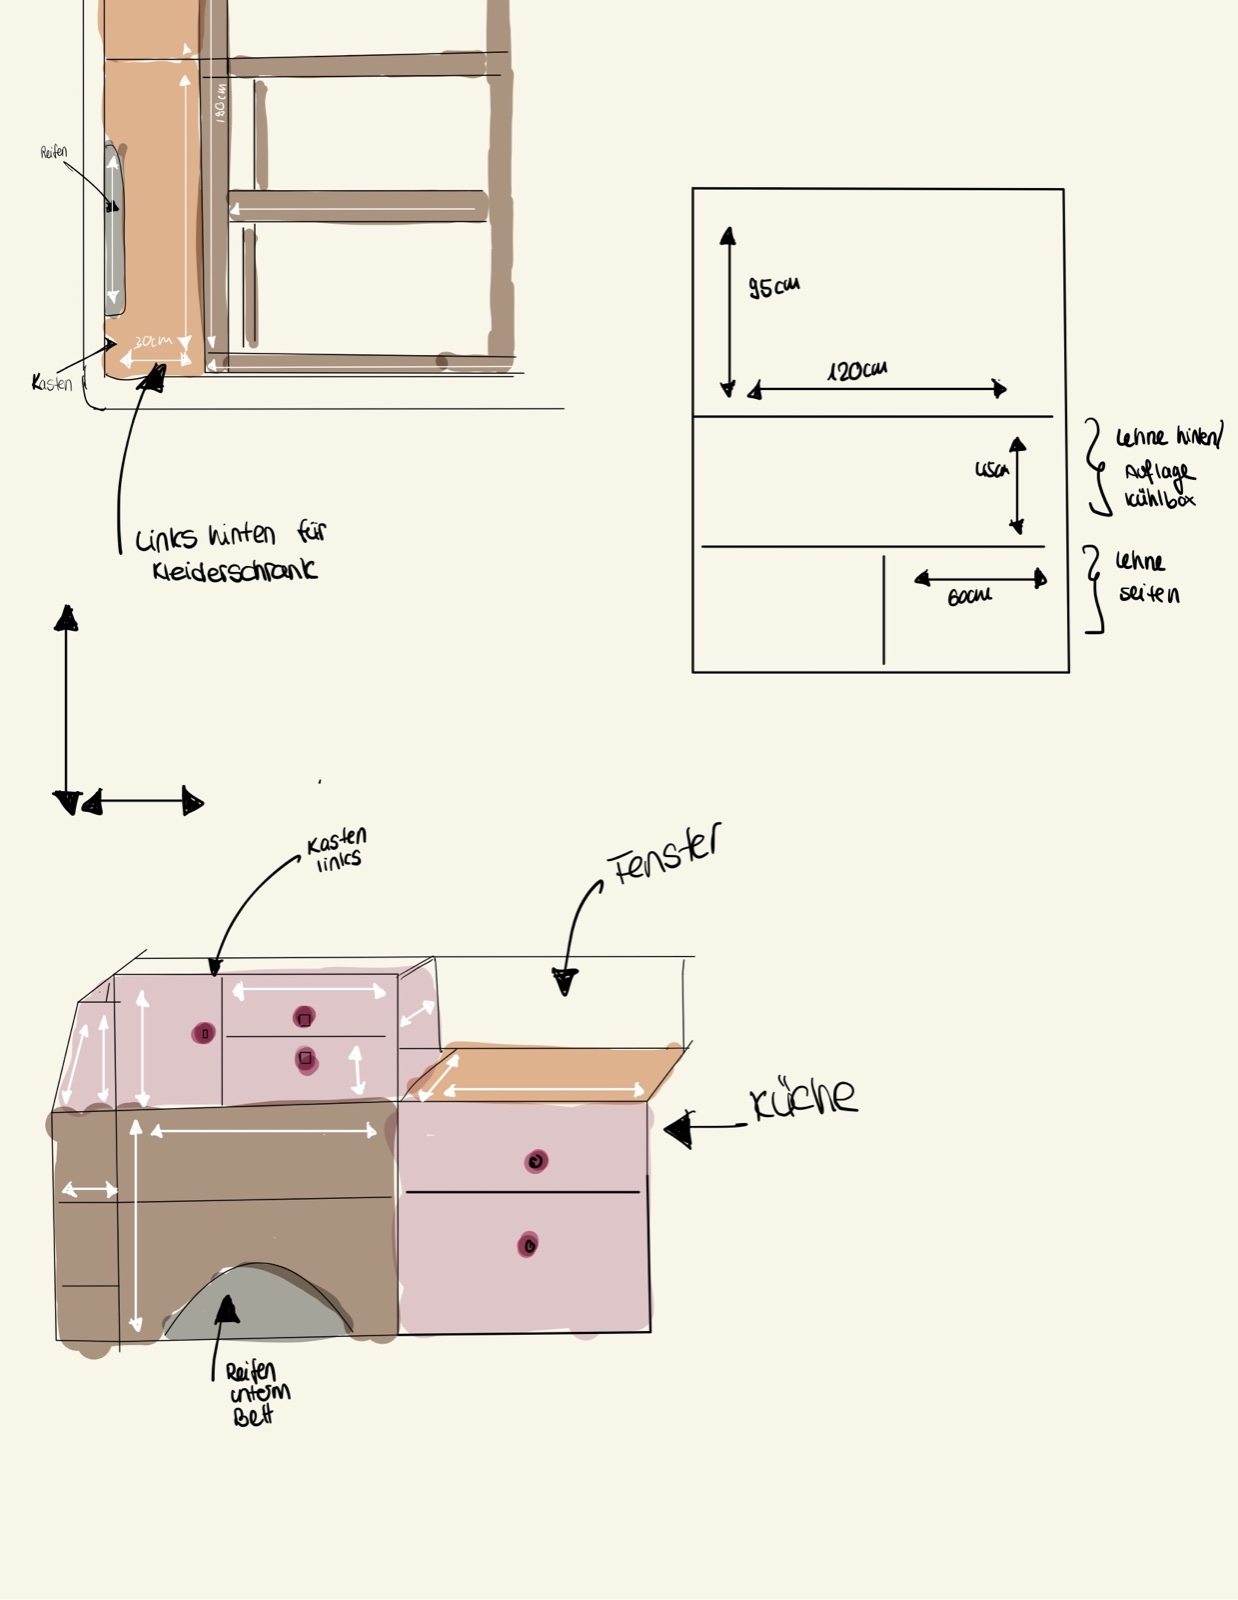 190cm
Reifen
30cm
Kasten
Links hinten für
Kleiderschrank
95cm
120cm
45cm
60cm
Lehne hinten/
Auflage
Kühlbox
Lehne
seiten
Kasten
links
Fenster
Küche
Reifen
unterm
Bett